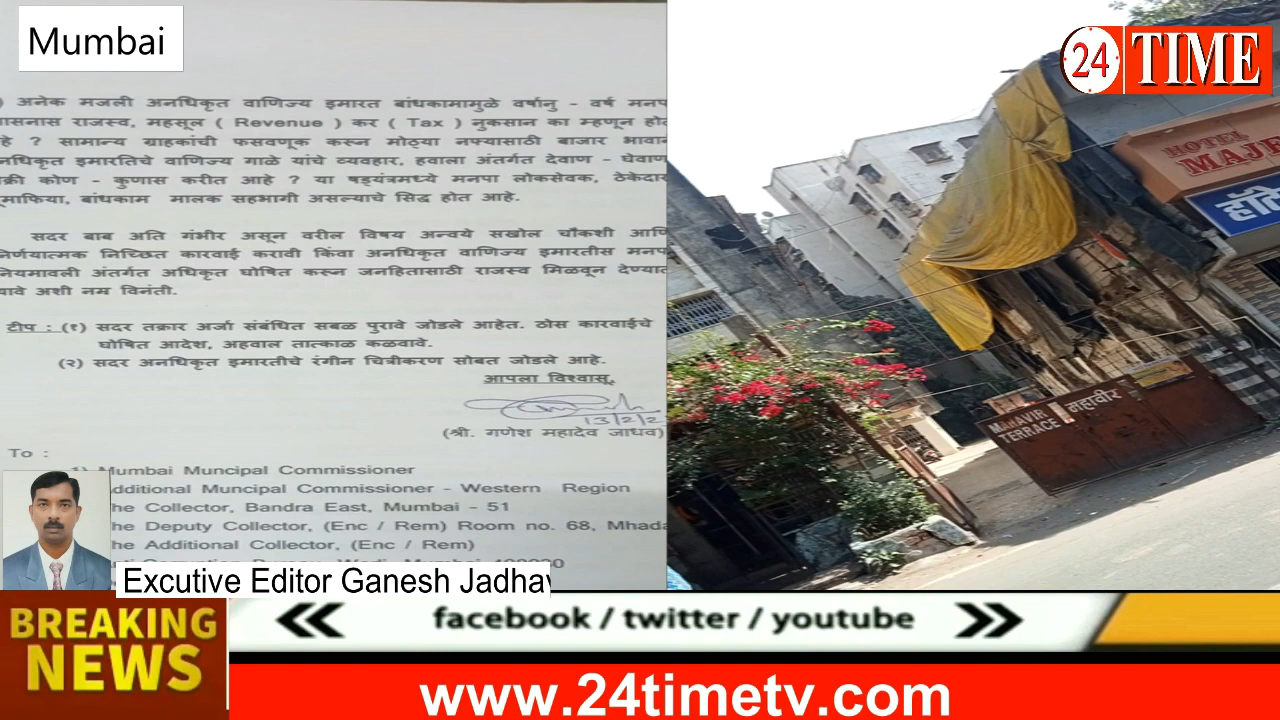 Mumbai
24 TIME
) अनेक मजली अनधिकृत वाणिज्य इमारत बांधकामामुळे वर्षानु - वर्ष मनप
ासनास राजस्व, महसूल ( Revenue ) कर ( Tax ) नुकसान का म्हणून होत
हे ? सामान्य ग्राहकांची फसवणूक करून मोठ्या नफ्यासाठी बाजार भावा
नधिकृत इमारतिचे वाणिज्य गाळे यांचे व्यवहार, हवाला अंतर्गत देवाण - घेवाण
क्री कोण - कुणास करीत आहे ? या षड्यंत्रमध्ये मनपा लोकसेवक, ठेकेदार
ूमाफिया, बांधकाम मालक सहभागी असल्याचे सिद्ध होत आहे.
सदर बाब अति गंभीर असून वरील विषय अन्वये सखोल चौकशी आणि
निर्णयात्मक निच्छित कारवाई करावी किंवा अनधिकृत वाणिज्य इमारतीस मनप
नियमावली अंतर्गत अधिकृत घोषित करून जनहितासाठी राजस्व मिळवून देण्यात
यावे अशी नम्र विनंती.
टीप : (१) सदर तक्रार अर्जा संबंधित सबळ पुरावे जोडले आहेत. ठोस कारवाईचे
घोषित आदेश, अहवाल तात्काळ कळवावे.
(२) सदर अनधिकृत इमारतीचे रंगीन चित्रीकरण सोबत जोडले आहे.
आपला विश्वासू,
13/2/2
(श्री. गणेश महादेव जाधव)
To :
1) Mumbai Muncipal Commissioner
Additional Muncipal Commissioner - Western Region
he Collector, Bandra East, Mumbai - 51
he Deputy Collector, (Enc / Rem) Room no. 68, Mhada
he Additional Collector, (Enc / Rem)
HOTEL
MAJE
हॉटे
MAHAVIR
TERRACE
महावीर
Excutive Editor Ganesh Jadhav
BREAKING
NEWS
facebook / twitter / youtube
www.24timetv.com